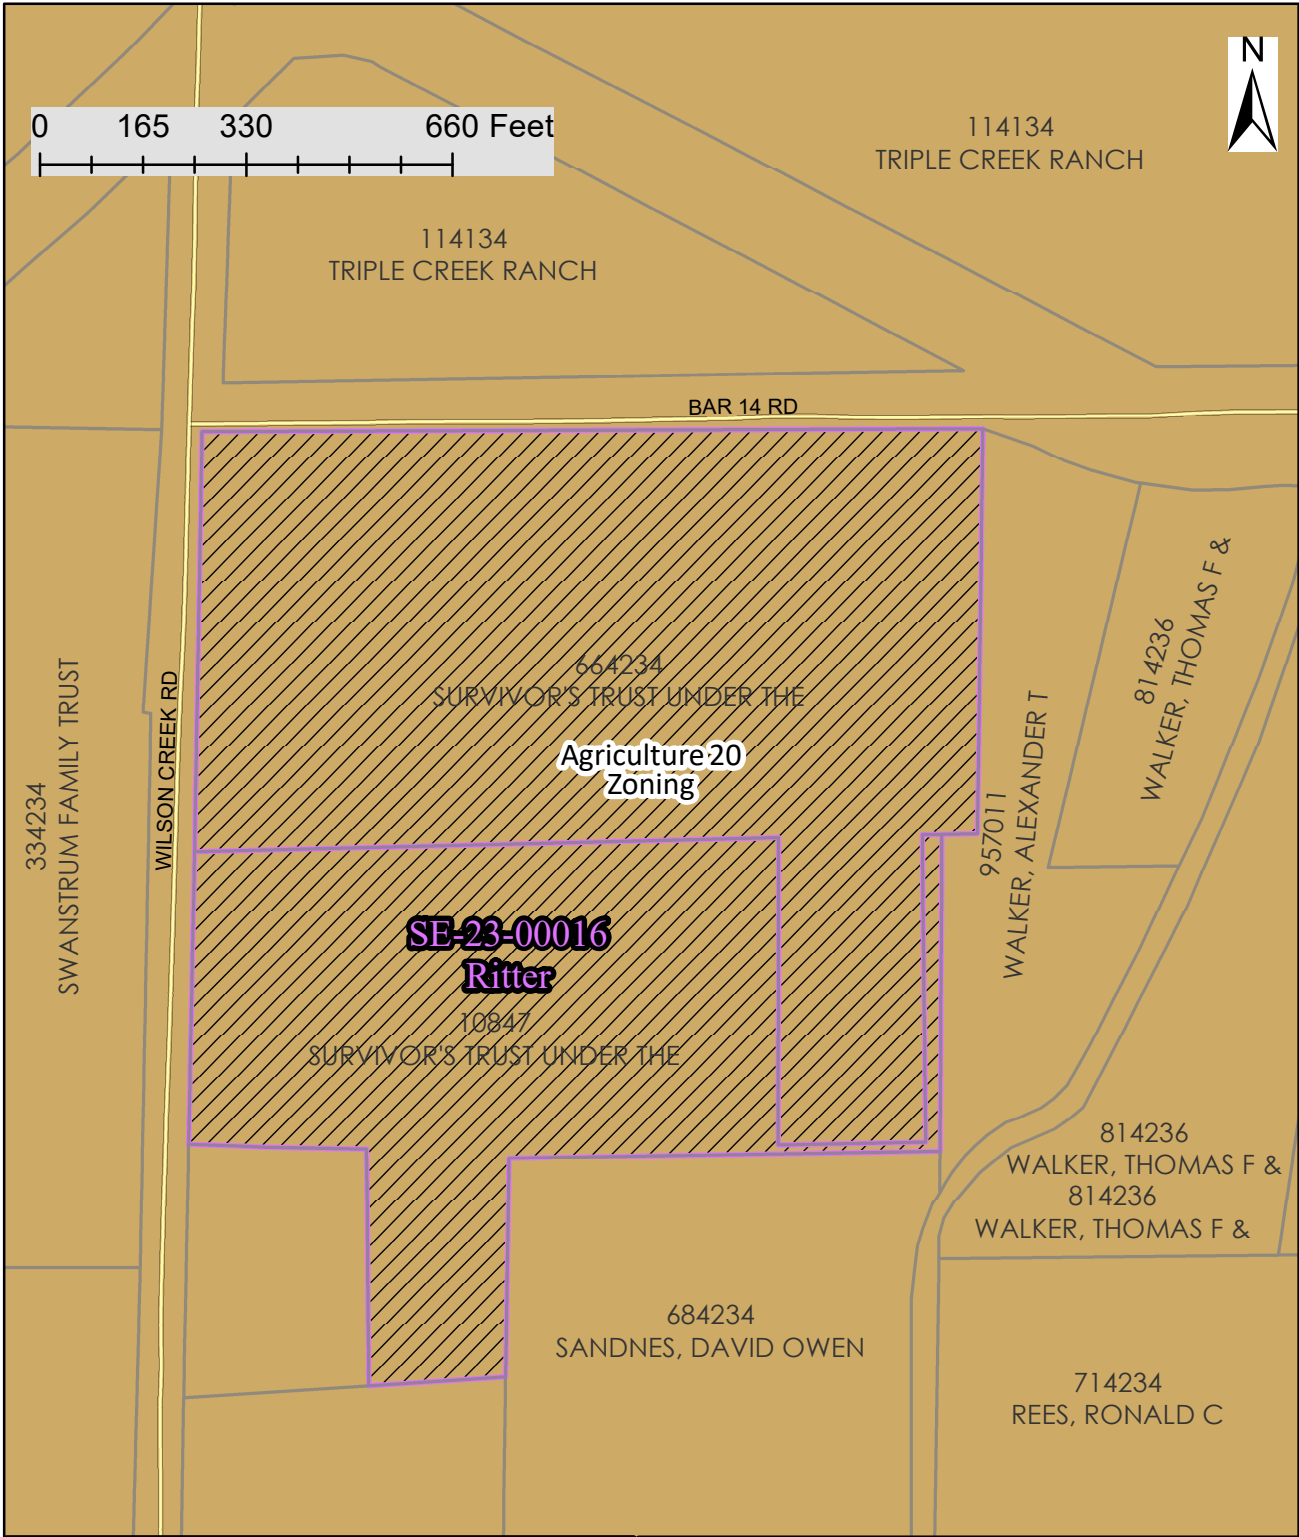 N
0 165 330 660 Feet
114134
TRIPLE CREEK RANCH
114134
TRIPLE CREEK RANCH
BAR 14 RD
664234
SURVIVOR'S TRUST UNDER THE
Agriculture 20
Zoning
814236
WALKER, THOMAS F &
334234
SWANSTRUM FAMILY TRUST
WILSON CREEK RD
957011
WALKER, ALEXANDER T
SE-23-00016
Ritter
10847
SURVIVOR'S TRUST UNDER THE
814236
WALKER, THOMAS F &
814236
WALKER, THOMAS F &
684234
SANDNES, DAVID OWEN
714234
REES, RONALD C